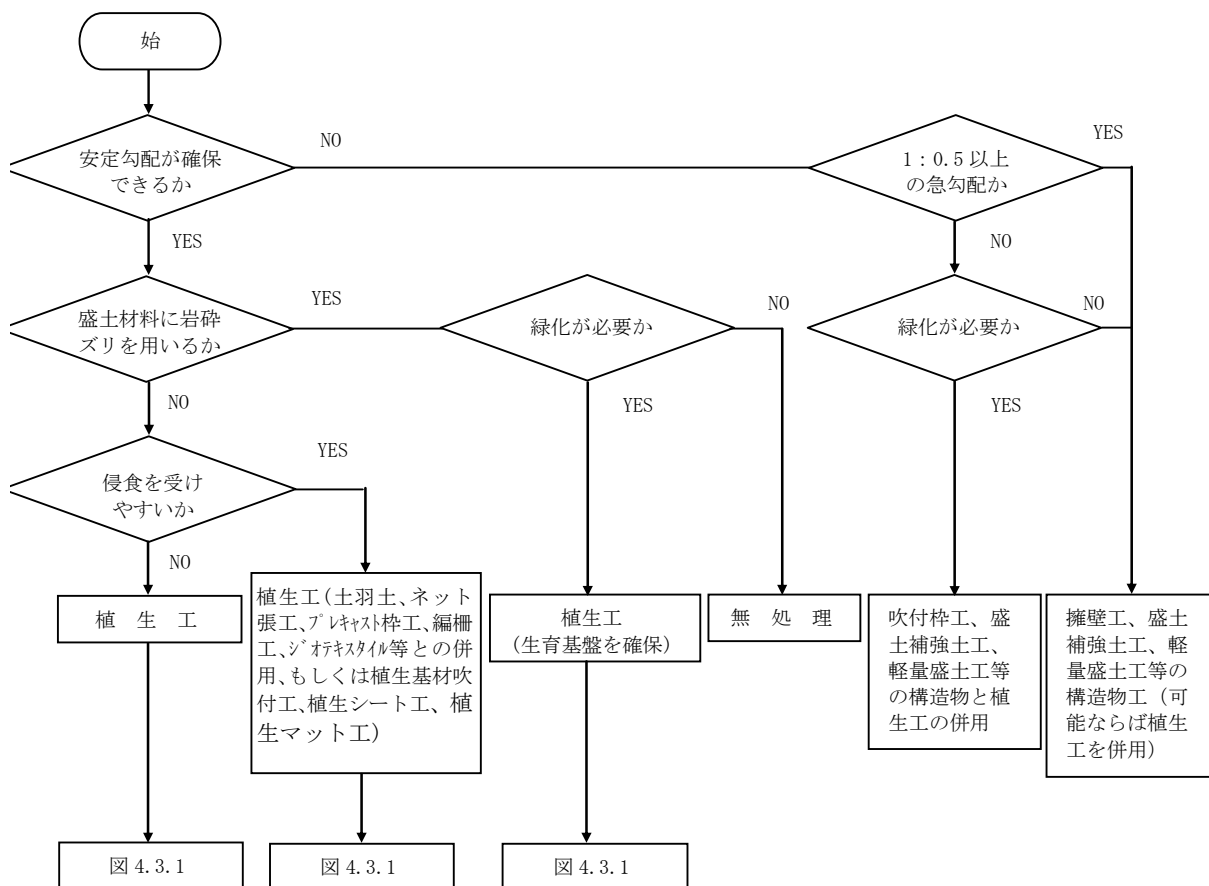 始
安定勾配が確保
できるか
NO
1:0.5 以上
の急勾配か
YES
YES
NO
盛土材料に岩砕
ズリを用いるか
YES
緑化が必要か
NO
緑化が必要か
NO
NO
YES
YES
侵食を受け
やすいか
YES
NO
植 生 工
植生工(土羽土、ネット
張工、ﾌﾟﾚｷｬｽﾄ枠工、編柵
工、ｼﾞｵﾃｷｽﾀｲﾙ等との併
用、もしくは植生基材吹
付工、植生シート工、植
生マット工)
植生工
(生育基盤を確保)
無 処 理
吹付枠工、盛
土補強土工、
軽量盛土工等
の構造物と植
生工の併用
擁壁工、盛土
補強土工、軽
量盛土工等の
構造物工（可
能ならば植生
工を併用）
図 4.3.1
図 4.3.1
図 4.3.1